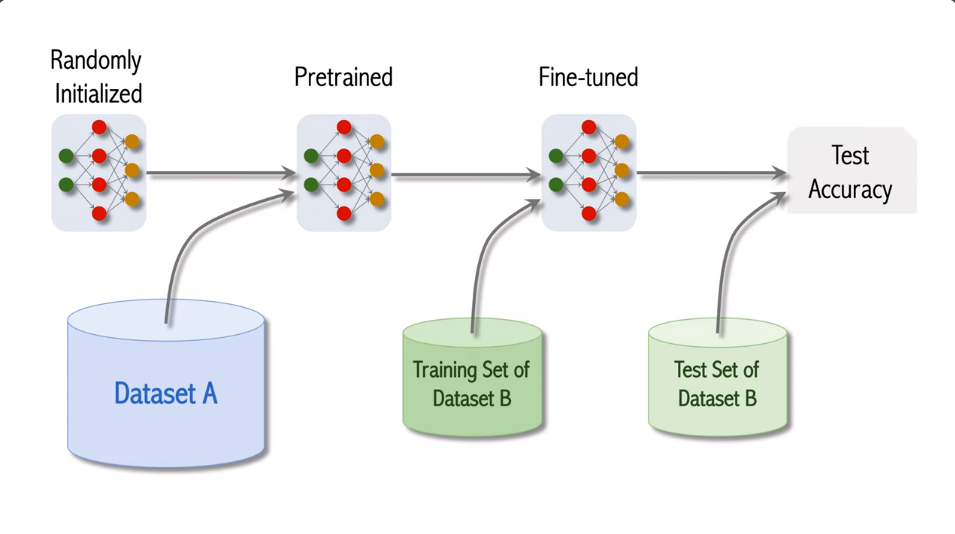 Randomly
Initialized
Pretrained
Fine-tuned
Test
Accuracy
Dataset A
Training Set of
Dataset B
Test Set of
Dataset B